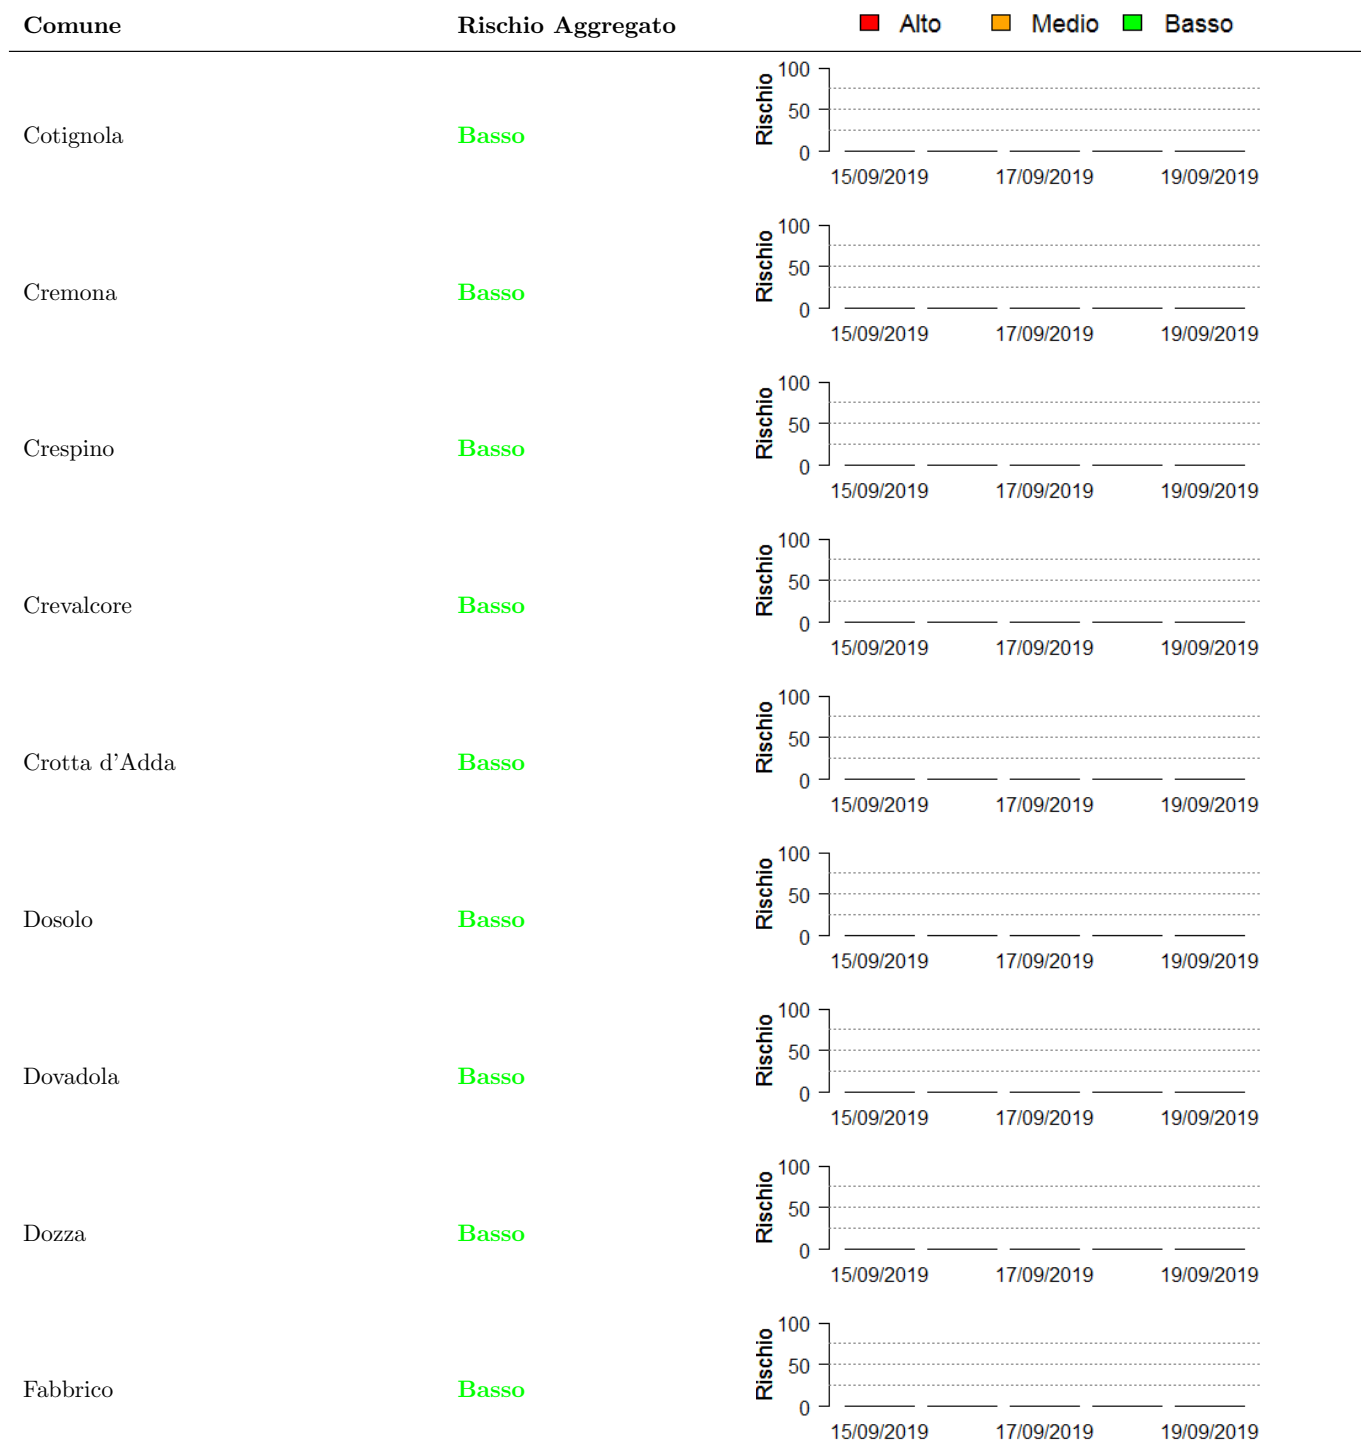 Comune Rischio Aggregato Alto Medio Basso
100
50
0
Rischio
Cotignola Basso
15/09/2019 17/09/2019 19/09/2019
100
50
0
Rischio
Cremona Basso
15/09/2019 17/09/2019 19/09/2019
100
50
0
Rischio
Crespino Basso
15/09/2019 17/09/2019 19/09/2019
100
50
0
Rischio
Crevalcore Basso
15/09/2019 17/09/2019 19/09/2019
100
50
0
Rischio
Crotta d'Adda Basso
15/09/2019 17/09/2019 19/09/2019
100
50
0
Rischio
Dosolo Basso
15/09/2019 17/09/2019 19/09/2019
100
50
0
Rischio
Dovadola Basso
15/09/2019 17/09/2019 19/09/2019
100
50
0
Rischio
Dozza Basso
15/09/2019 17/09/2019 19/09/2019
100
50
0
Rischio
Fabbrico Basso
15/09/2019 17/09/2019 19/09/2019